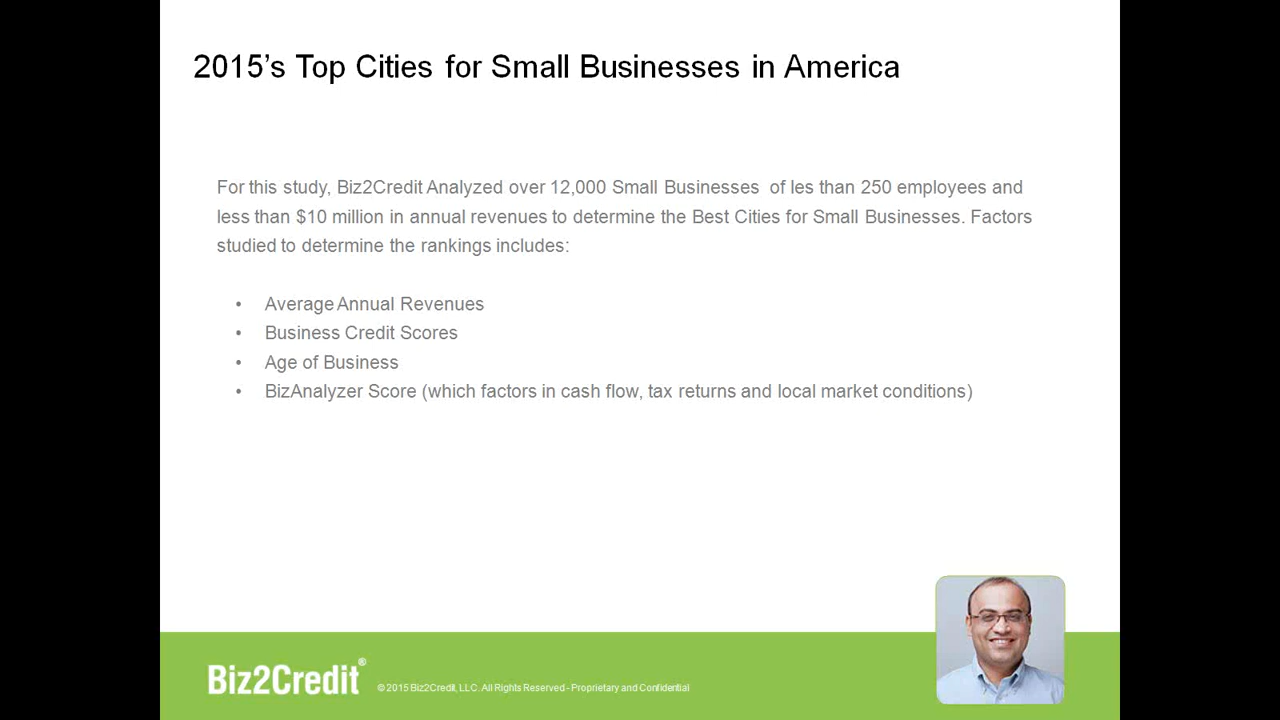 2015’s Top Cities for Small Businesses in America
For this study, Biz2Credit Analyzed over 12,000 Small Businesses of les than 250 employees and
less than $10 million in annual revenues to determine the Best Cities for Small Businesses. Factors
studied to determine the rankings includes:
• Average Annual Revenues
• Business Credit Scores
• Age of Business
• BizAnalyzer Score (which factors in cash flow, tax returns and local market conditions)
Biz2Credit®
© 2015 Biz2Credit, LLC. All Rights Reserved - Proprietary and Confidential